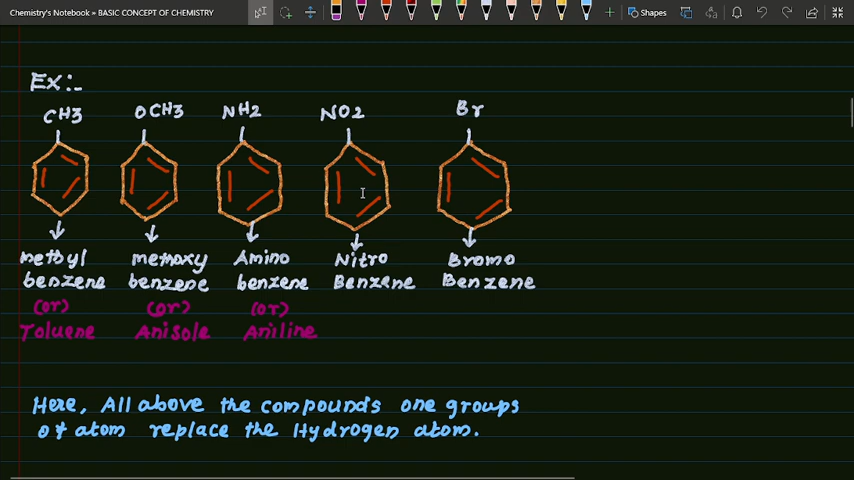 Chemistry's Notebook » BASIC CONCEPT OF CHEMISTRY
Shapes
Ex:-
CH3 OCH3 NH2 NO2 Br
methyl methoxy Amino Nitro Bromo
benzene benzene benzene Benzene Benzene
(or) (or) (or)
Toluene Anisole Aniline
Here, All above the compounds one groups
of atom replace the Hydrogen atom.